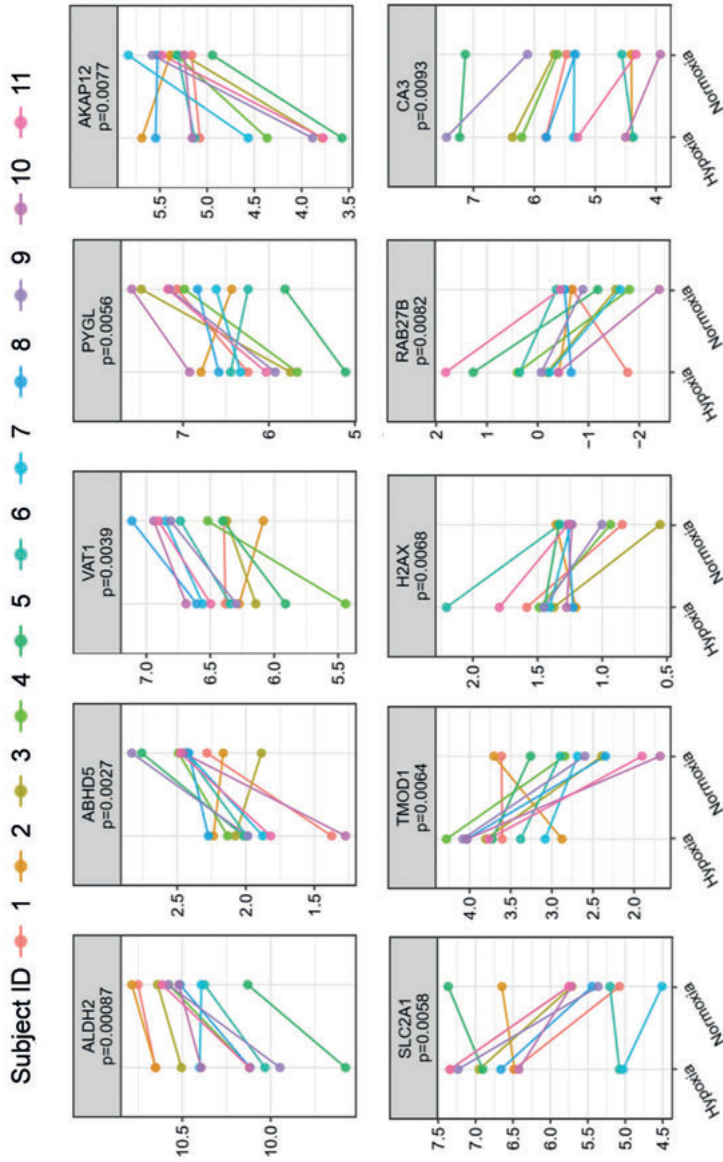 Subject ID 1 2 3 4 5 6 7 8 9 10 11
ALDH2
p=0.00087
10.5
10.0
ABHD5
p=0.0027
2.5
2.0
1.5
VAT1
p=0.0039
7.0
6.5
6.0
5.5
PYGL
p=0.0056
7
6
5
AKAP12
p=0.0077
5.5
5.0
4.5
4.0
3.5
SLC2A1
p=0.0058
7.5
7.0
6.5
6.0
5.5
5.0
4.5
Hypoxia
Normoxia
TMOD1
p=0.0064
4.0
3.5
3.0
2.5
2.0
Hypoxia
Normoxia
H2AX
p=0.0068
2.0
1.5
1.0
0.5
Hypoxia
Normoxia
RAB27B
p=0.0082
2
1
0
-1
-2
Hypoxia
Normoxia
CA3
p=0.0093
7
6
5
4
Hypoxia
Normoxia